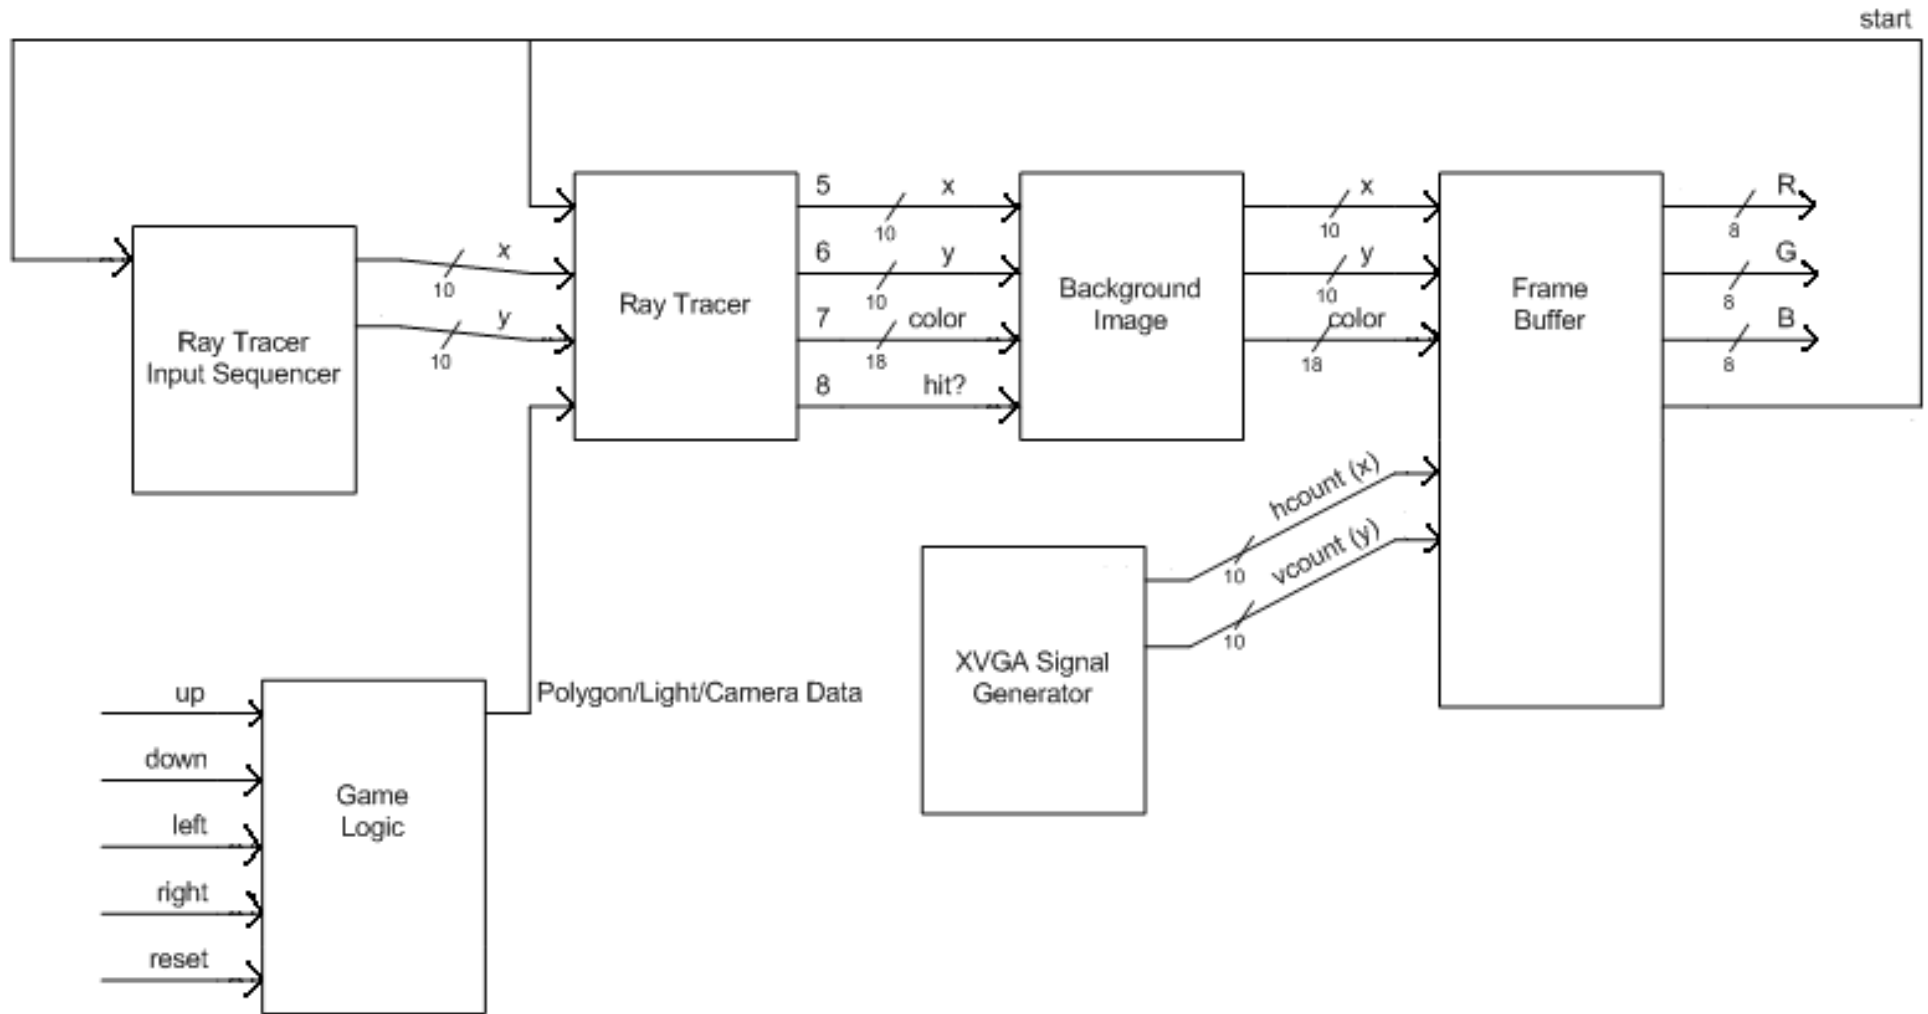 start
5
x
10
6
y
10
7
color
18
8
hit?
x
10
y
10
color
18
R
8
G
8
B
8
x
10
y
10
Ray Tracer
Input Sequencer
Ray Tracer
Background
Image
Frame
Buffer
hcount (x)
10
vcount (y)
10
XVGA Signal
Generator
Polygon/Light/Camera Data
up
down
left
right
reset
Game
Logic